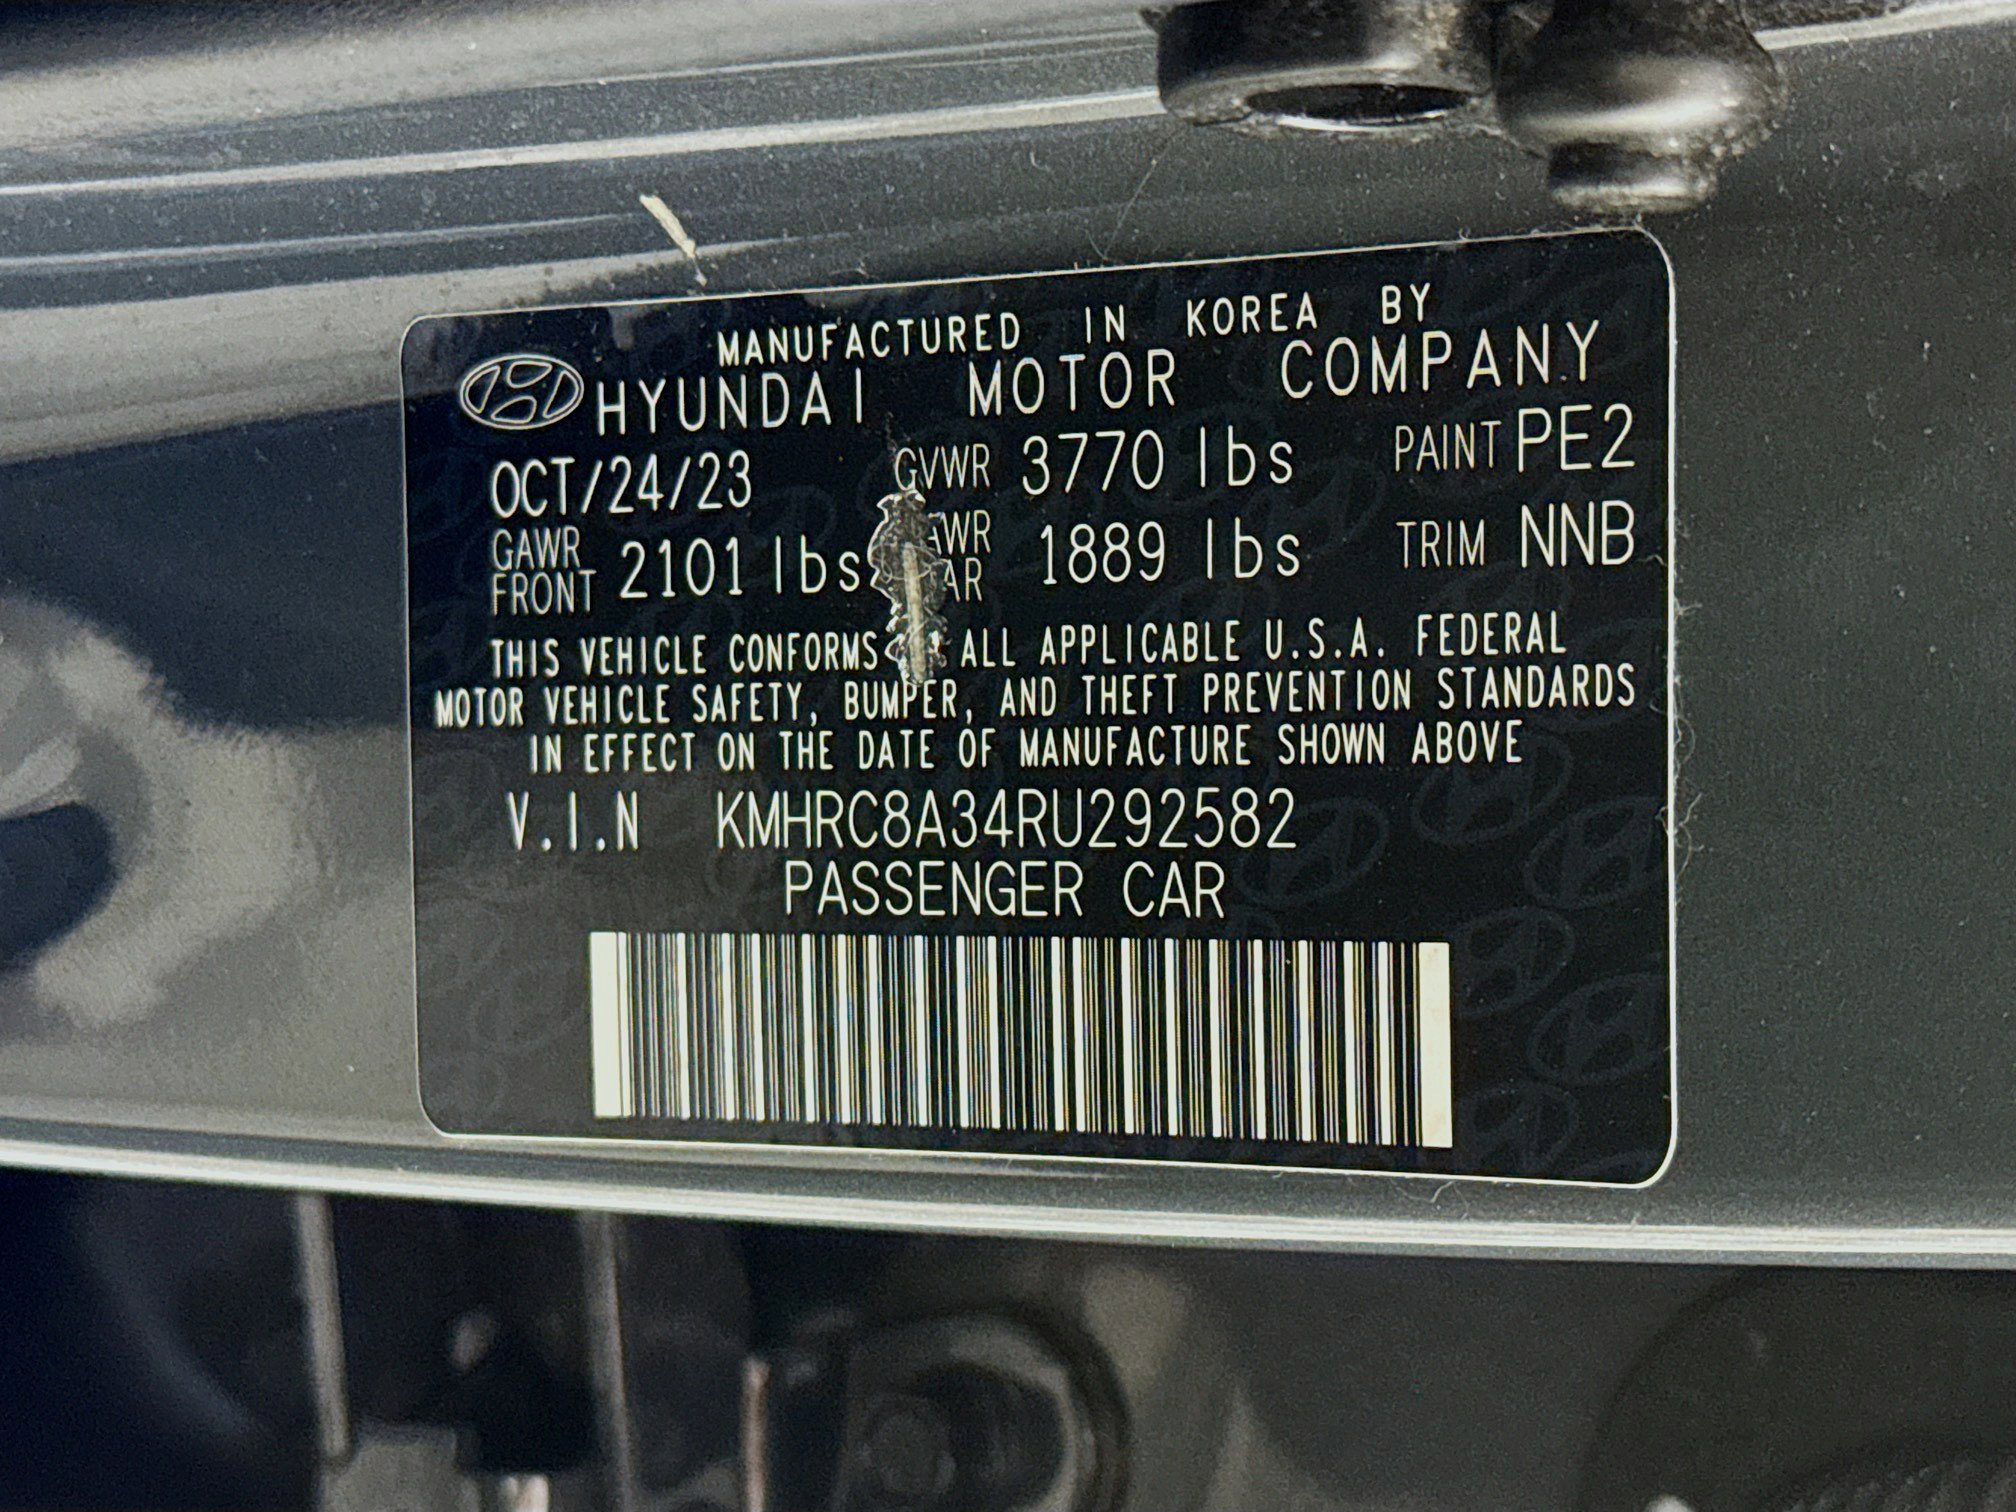 MANUFACTURED IN KOREA BY
HYUNDAI MOTOR COMPANY
OCT/24/23 GVWR 3770 lbs PAINT PE2
GAWR FRONT 2101 lbs 1889 lbs TRIM NNB
THIS VEHICLE CONFORMS ALL APPLICABLE U.S.A. FEDERAL
MOTOR VEHICLE SAFETY, BUMPER, AND THEFT PREVENTION STANDARDS
IN EFFECT ON THE DATE OF MANUFACTURE SHOWN ABOVE
V.I.N KMHRC8A34RU292582
PASSENGER CAR